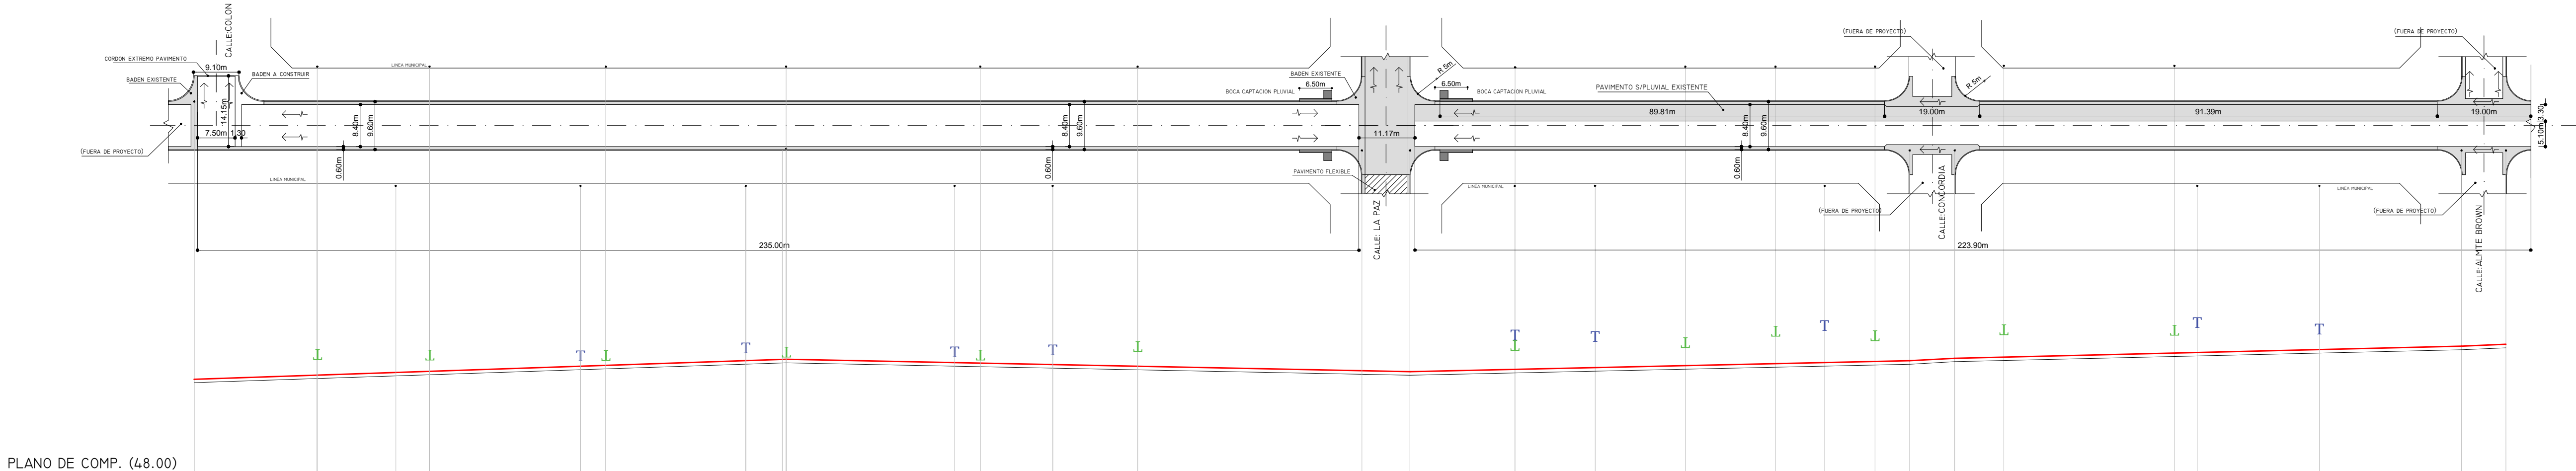 CALLE:COLON
CORDON EXTREMO PAVIMENTO
9.10m
BADEN EXISTENTE
BADEN A CONSTRUIR
LINEA MUNICIPAL
14.15m
7.50m
1.30
(FUERA DE PROYECTO)
8.40m
9.60m
0.60m
LINEA MUNICIPAL
8.40m
9.60m
0.60m
235.00m
BADEN EXISTENTE
6.50m
BOCA CAPTACION PLUVIAL
R.5m
6.50m
BOCA CAPTACION PLUVIAL
11.17m
PAVIMENTO FLEXIBLE
CALLE: LA PAZ
LINEA MUNICIPAL
PAVIMENTO S/PLUVIAL EXISTENTE
89.81m
8.40m
9.60m
0.60m
(FUERA DE PROYECTO)
R.5m
19.00m
(FUERA DE PROYECTO)
CALLE:CONCORDIA
223.90m
91.39m
LINEA MUNICIPAL
(FUERA DE PROYECTO)
19.00m
3.30
5.10m
(FUERA DE PROYECTO)
CALLE:ALMTE BROWN
T T T T T T T T T T
T T T T T T T T T T T T T T
PLANO DE COMP. (48.00)